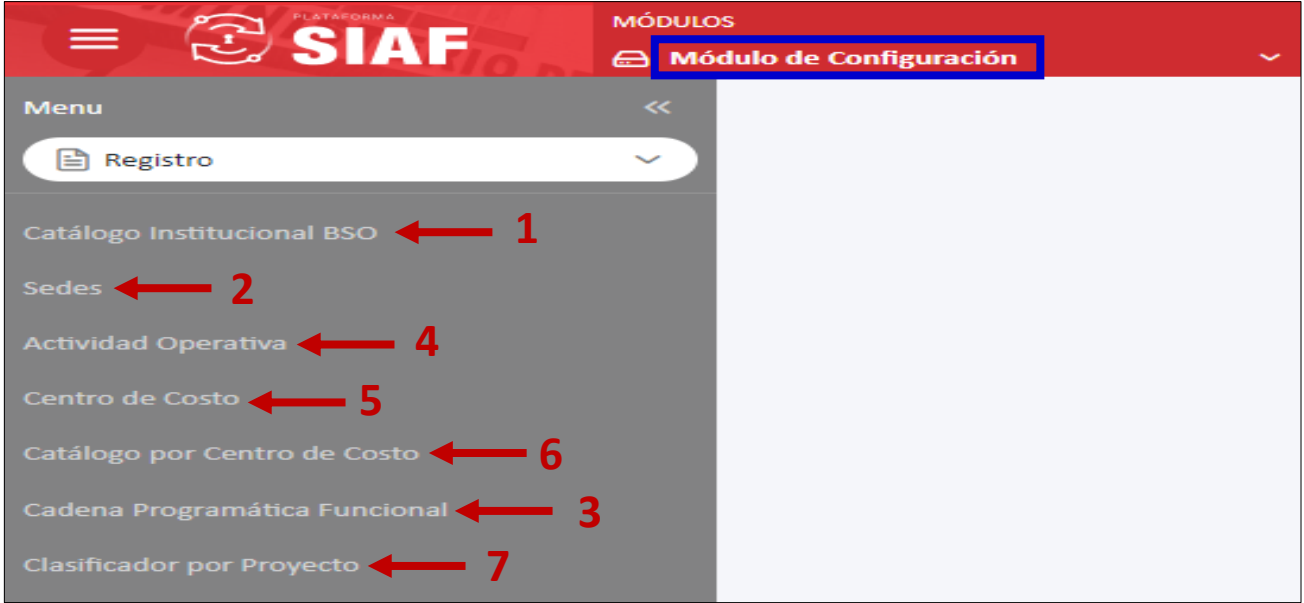 PLATAFORMA
SIAF
MÓDULOS
Módulo de Configuración
Menu
<<
Registro
Catálogo Institucional BSO 1
Sedes 2
Actividad Operativa 4
Centro de Costo 5
Catálogo por Centro de Costo 6
Cadena Programática Funcional 3
Clasificador por Proyecto 7